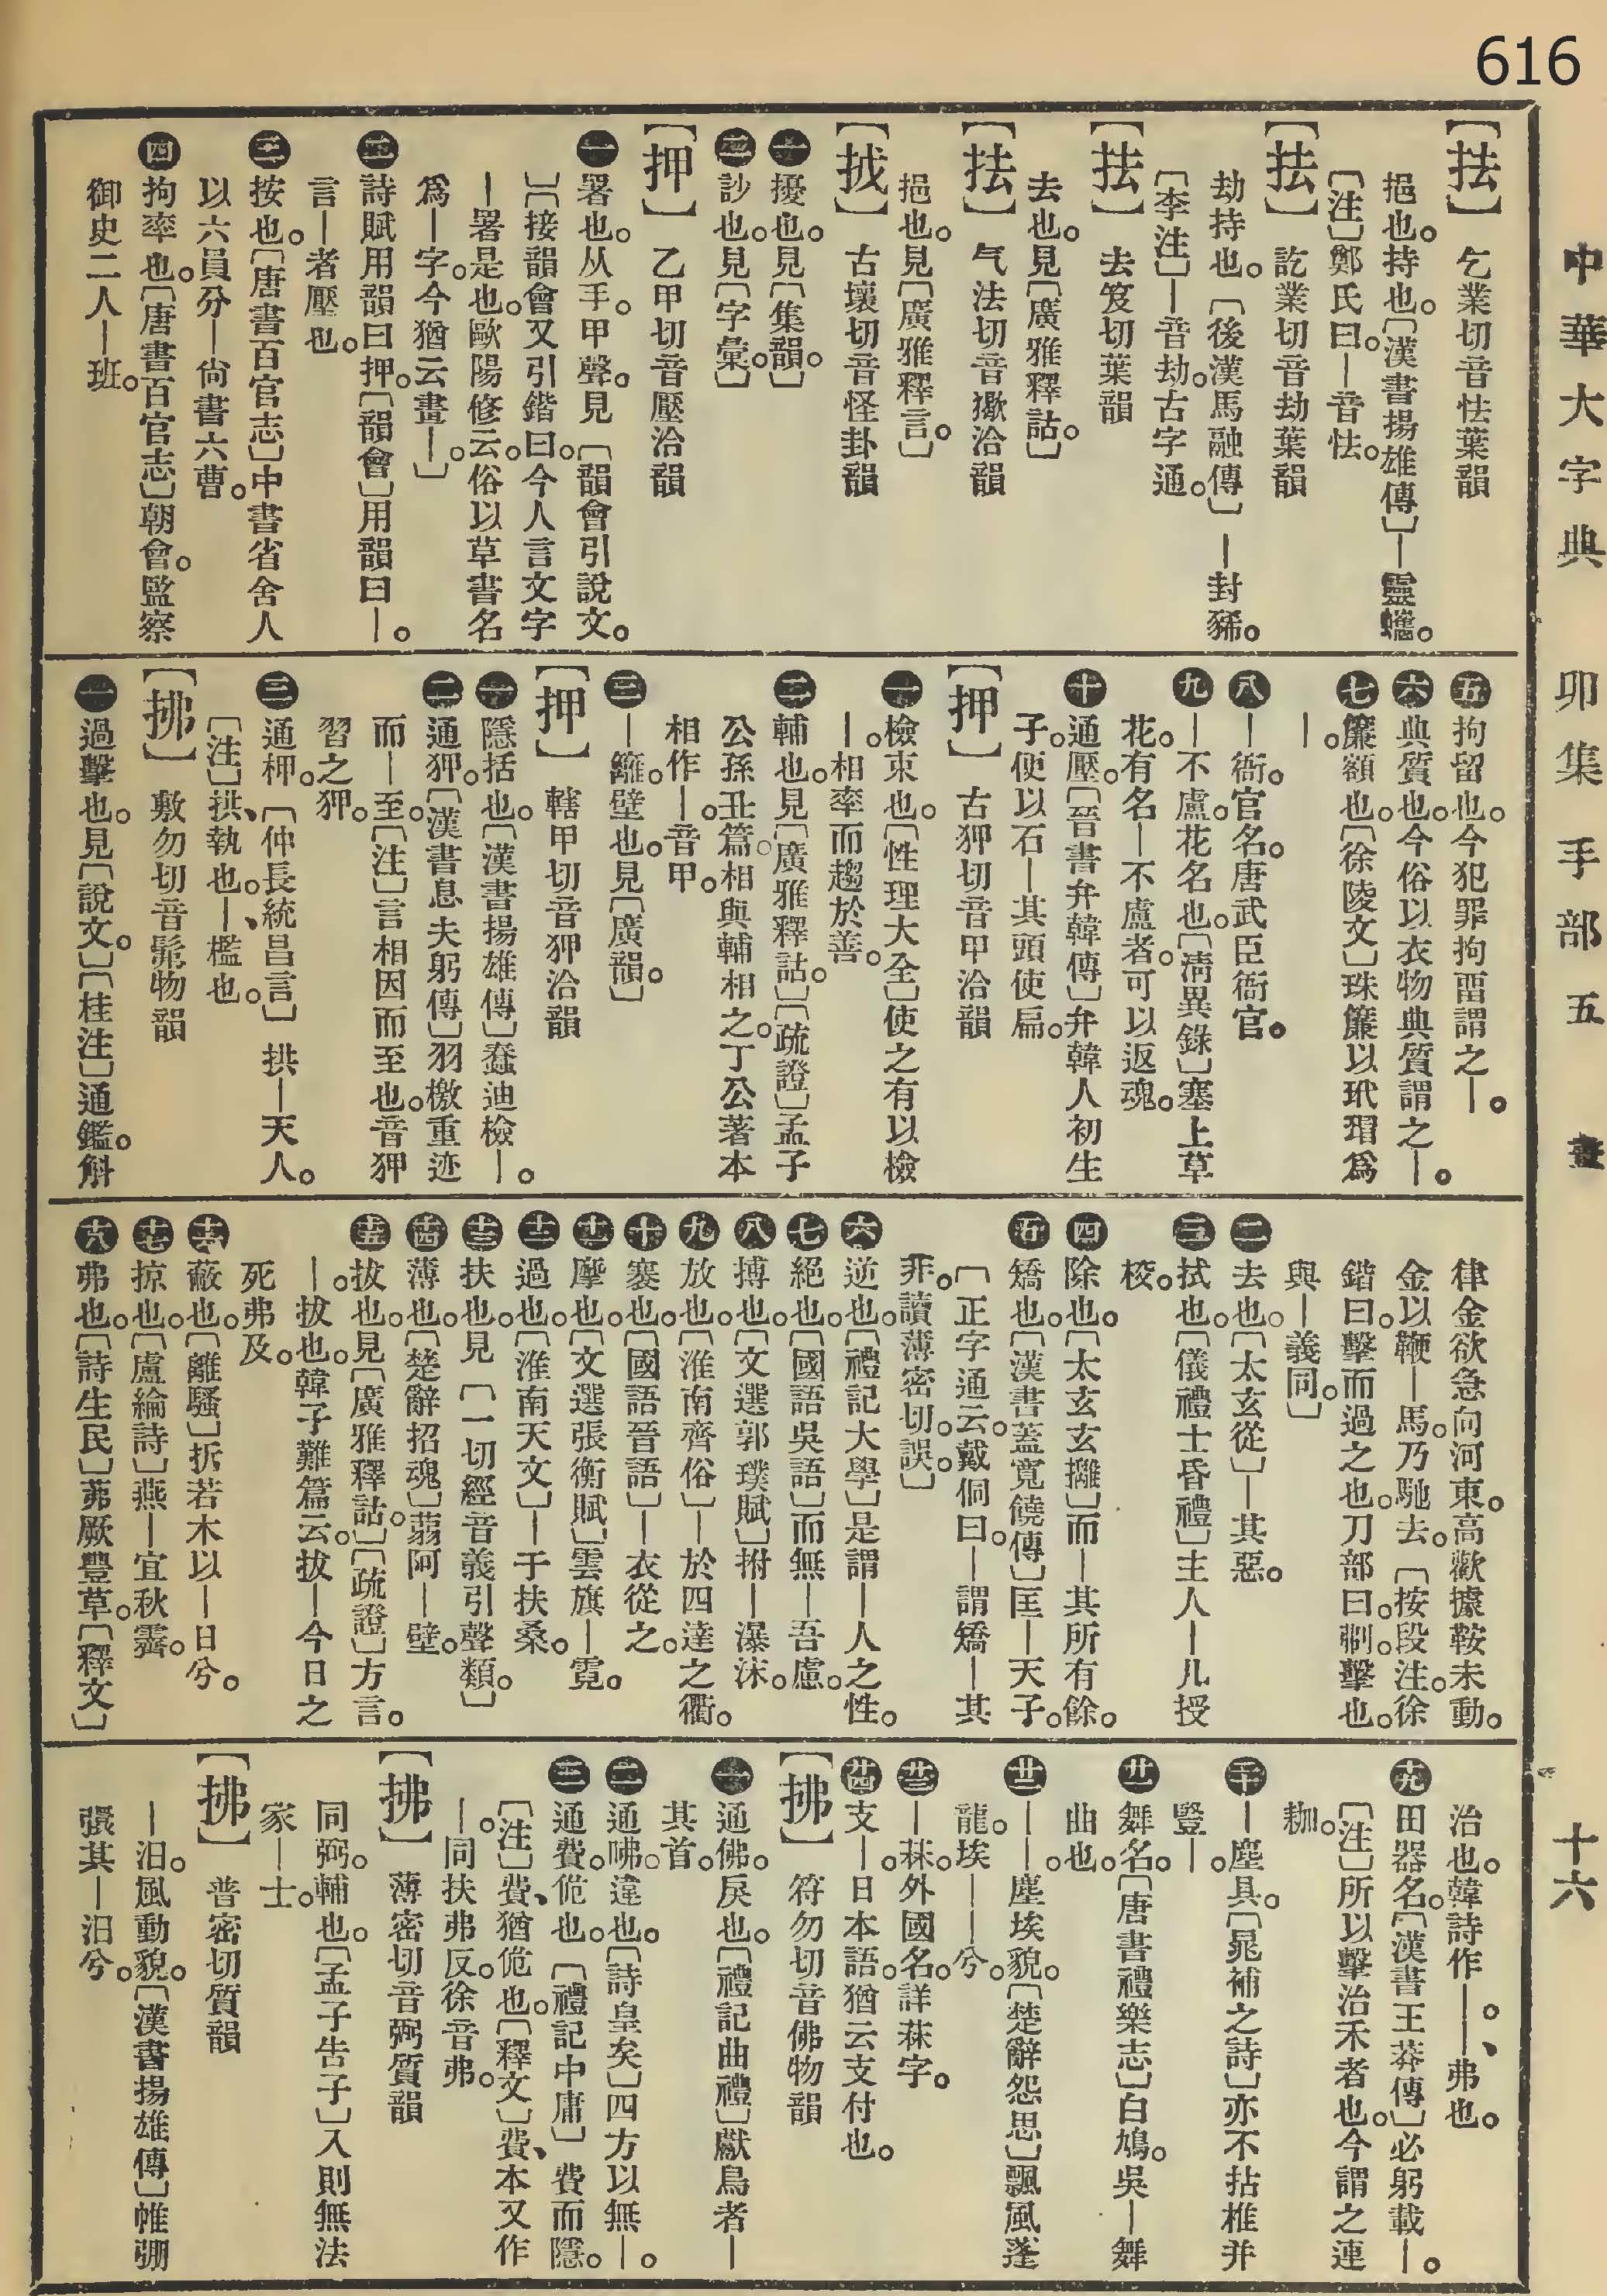 616
中華大字典　卯集　手部　五畫　十六
【抾】　乞業切音怯葉韻
挹也。持也。〔漢書揚雄傳〕―靈蠵。
〔注〕鄭氏曰。―音怯。
【抾】　訖業切音劫葉韻
劫持也。〔後漢馬融傳〕―封豨。
〔李注〕―音劫。古字通。
【抾】　去笈切葉韻
去也。見〔廣雅釋詁。〕
【抾】　气法切音㺂洽韻
挹也。見〔廣雅釋言。〕
【㧕】　古壞切音怪卦韻
一擾也。見〔集韻。〕
二訬也。見〔字彙。〕
【押】　乙甲切音壓洽韻
一署也。从手。甲聲。見〔韻會引說文。
〕〔接韻會又引鍇曰。今人言文字
―署是也。歐陽修云。俗以草書名
爲―字。今猶云畫―。〕
二詩賦用韻曰押。〔韻會〕用韻曰―。
言―者壓也。
三按也。〔唐書百官志〕中書省舍人
以六員分―尙書六曹。
四拘率也。〔唐書百官志〕朝會。監察
御史二人―班。
五拘留也。今犯罪拘畱謂之―。
六典質也。今俗以衣物典質謂之―。
七簾額也。〔徐陵文〕珠簾以玳瑁爲
―。
八―衙。官名。唐武臣衙官。
九―不盧。花名也。〔淸異錄〕塞上草
花。有名―不盧者。可以返魂。
十通壓。〔晉書弁韓傳〕弁韓人初生
子。使以石―其頭使扁。
【押】　古狎切音甲洽韻
一檢束也。〔性理大全〕使之有以檢
―。相率而趨於善。
二輔也。見〔廣雅釋詁。〕〔疏證〕孟子
公孫丑篇。相與輔相之。丁公著本
相作―。音甲。
三―籬。壁也。見〔廣韻。〕
【押】　轄甲切音狎洽韻
一隱括也。〔漢書揚雄傳〕蠢迪檢―。
二通狎。〔漢書息夫躬傳〕羽檄重迹
而―至。〔注〕言相因而至也。音狎
習之狎。
三通柙。〔仲長統昌言〕拱―天人。
〔注〕拱、執也。―、檻也。
【拂】　敷勿切音髴物韻
一過擊也。見〔說文。〕〔桂注〕通鑑。斛
律金欲急向河東。高歡據鞍未動。
金以鞭―馬。乃馳去。〔按段注。徐
鍇曰。擊而過之也。刀部曰。刜。擊也。
與―義同。〕
二去也。〔太玄從〕―其惡。
三拭也。〔儀禮士昏禮〕主人―几授
校。
四除也。〔太玄玄攡〕而―其所有餘。
五矯也。〔漢書蓋寬饒傳〕匡―天子。
〔正字通云。戴侗曰。―謂矯―其
非。讀薄密切。誤。〕
六逆也。〔禮記大學〕是謂―人之性。
七絕也。〔國語吳語〕而無―吾慮。
八搏也。〔文選郭璞賦〕拊―瀑沫。
九放也。〔淮南齊俗〕―於四達之衢。
十褰也。〔國語晉語〕―衣從之。
十一摩也。〔文選張衡賦〕雲旗―霓。
十二過也。〔淮南天文〕―于扶桑。
十三扶也。見〔一切經音義引聲類。〕
十四薄也。〔楚辭招魂〕蒻阿―壁。
十五拔也。見〔廣雅釋詁。〕〔疏證〕方言。
―。拔也。韓子難篇云。拔―今日之
死弗及。
十六蔽也。〔離騷〕折若木以―日兮。
十七掠也。〔盧綸詩〕燕―宜秋霽。
十八弗也。〔詩生民〕茀厥豐草。〔釋文〕
治也。韓詩作―。―、弗也。
十九田器名。〔漢書王莽傳〕必躬載―。
〔注〕所以擊治禾者也。今謂之連
枷。
二十―塵具。〔晁補之詩〕亦不拈椎并
豎―。
廿一舞名。〔唐書禮樂志〕白鳩。吳―舞
曲也。
廿二――。塵埃貌。〔楚辭怨思〕飄風蓬
龍。埃――兮。
廿三―菻。外國名。詳菻字。
廿四支―。日本語。猶云支付也。
【拂】　符勿切音佛物韻
一通佛。戾也。〔禮記曲禮〕獻鳥者―
其首。
二通咈。違也。〔詩皇矣〕四方以無―。
三通費。佹也。〔禮記中庸〕費而隱。
〔注〕費、猶佹也。〔釋文〕費、本又作
―。同扶弗反。徐音弗。
【拂】　薄密切音弼質韻
同弼。輔也。〔孟子告子〕入則無法
家―士。
【拂】　普密切質韻
―汩。風動貌。〔漢書揚雄傳〕帷弸
彋其―汩兮。